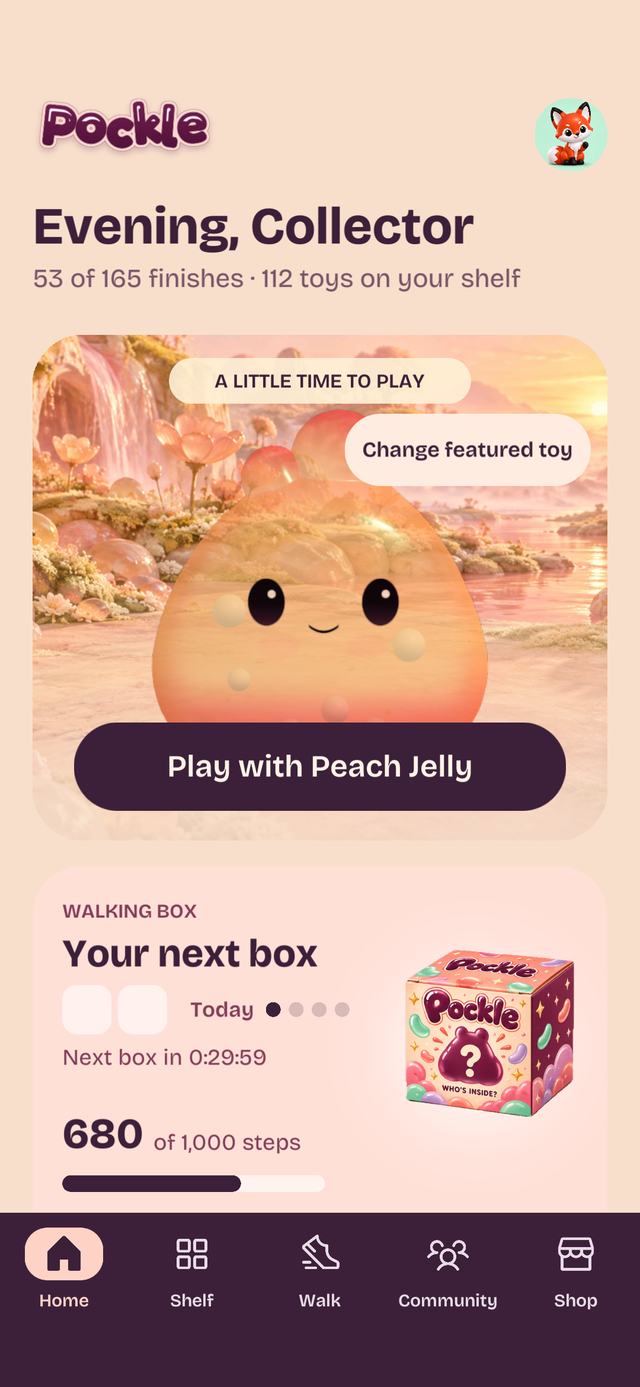 Pockle
Evening, Collector
53 of 165 finishes · 112 toys on your shelf
A LITTLE TIME TO PLAY
Change featured toy
Play with Peach Jelly
WALKING BOX
Your next box
Today
Next box in 0:29:59
680 of 1,000 steps
Pockle
Pockle
?
WHO'S INSIDE?
Home
Shelf
Walk
Community
Shop